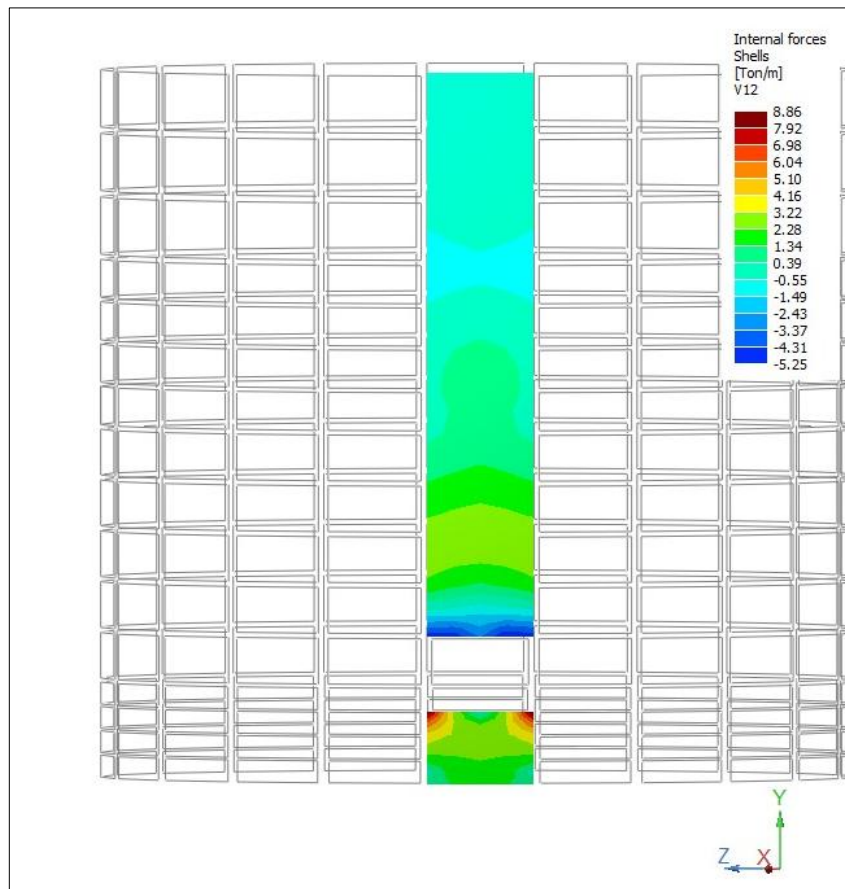 Internal forces
Shells
[Ton/m]
V12
8.86
7.92
6.98
6.04
5.10
4.16
3.22
2.28
1.34
0.39
-0.55
-1.49
-2.43
-3.37
-4.31
-5.25
Y
Z
X